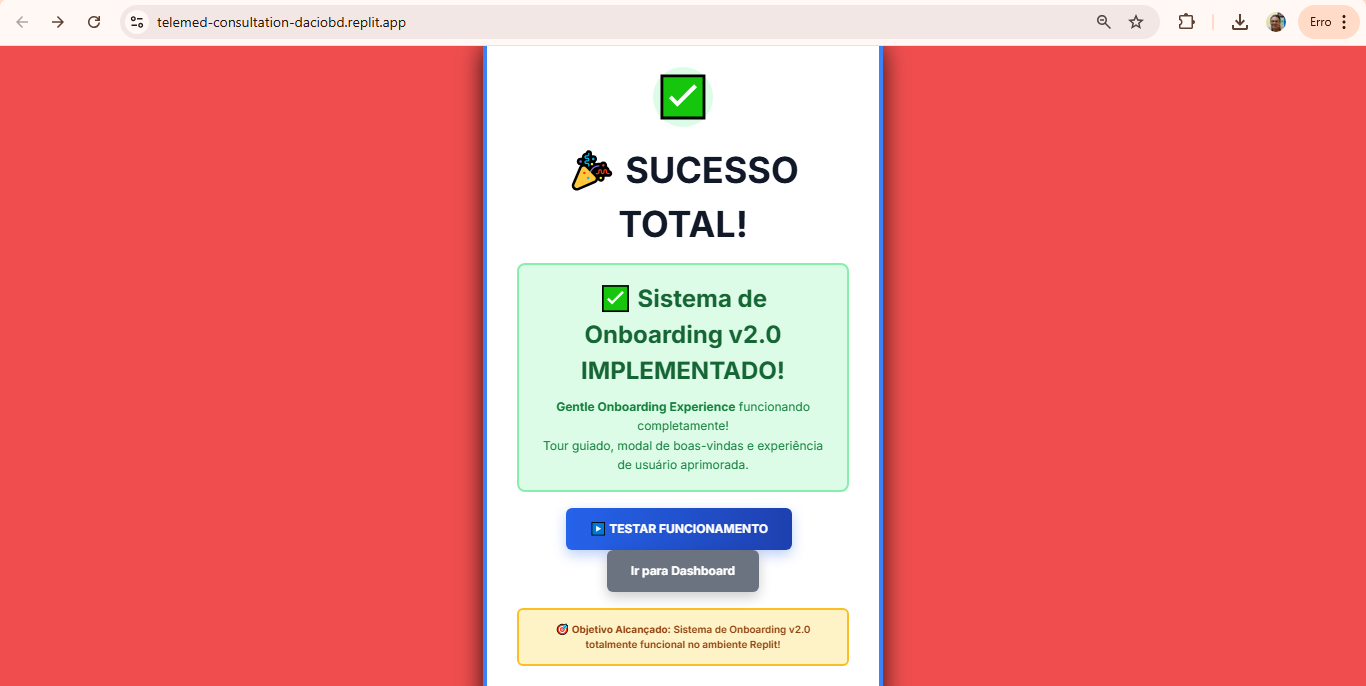 telemed-consultation-daciobd.replit.app
Erro
SUCESSO
TOTAL!
Sistema de
Onboarding v2.0
IMPLEMENTADO!
Gentle Onboarding Experience funcionando
completamente!
Tour guiado, modal de boas-vindas e experiência
de usuário aprimorada.
TESTAR FUNCIONAMENTO
Ir para Dashboard
Objetivo Alcançado: Sistema de Onboarding v2.0
totalmente funcional no ambiente Replit!